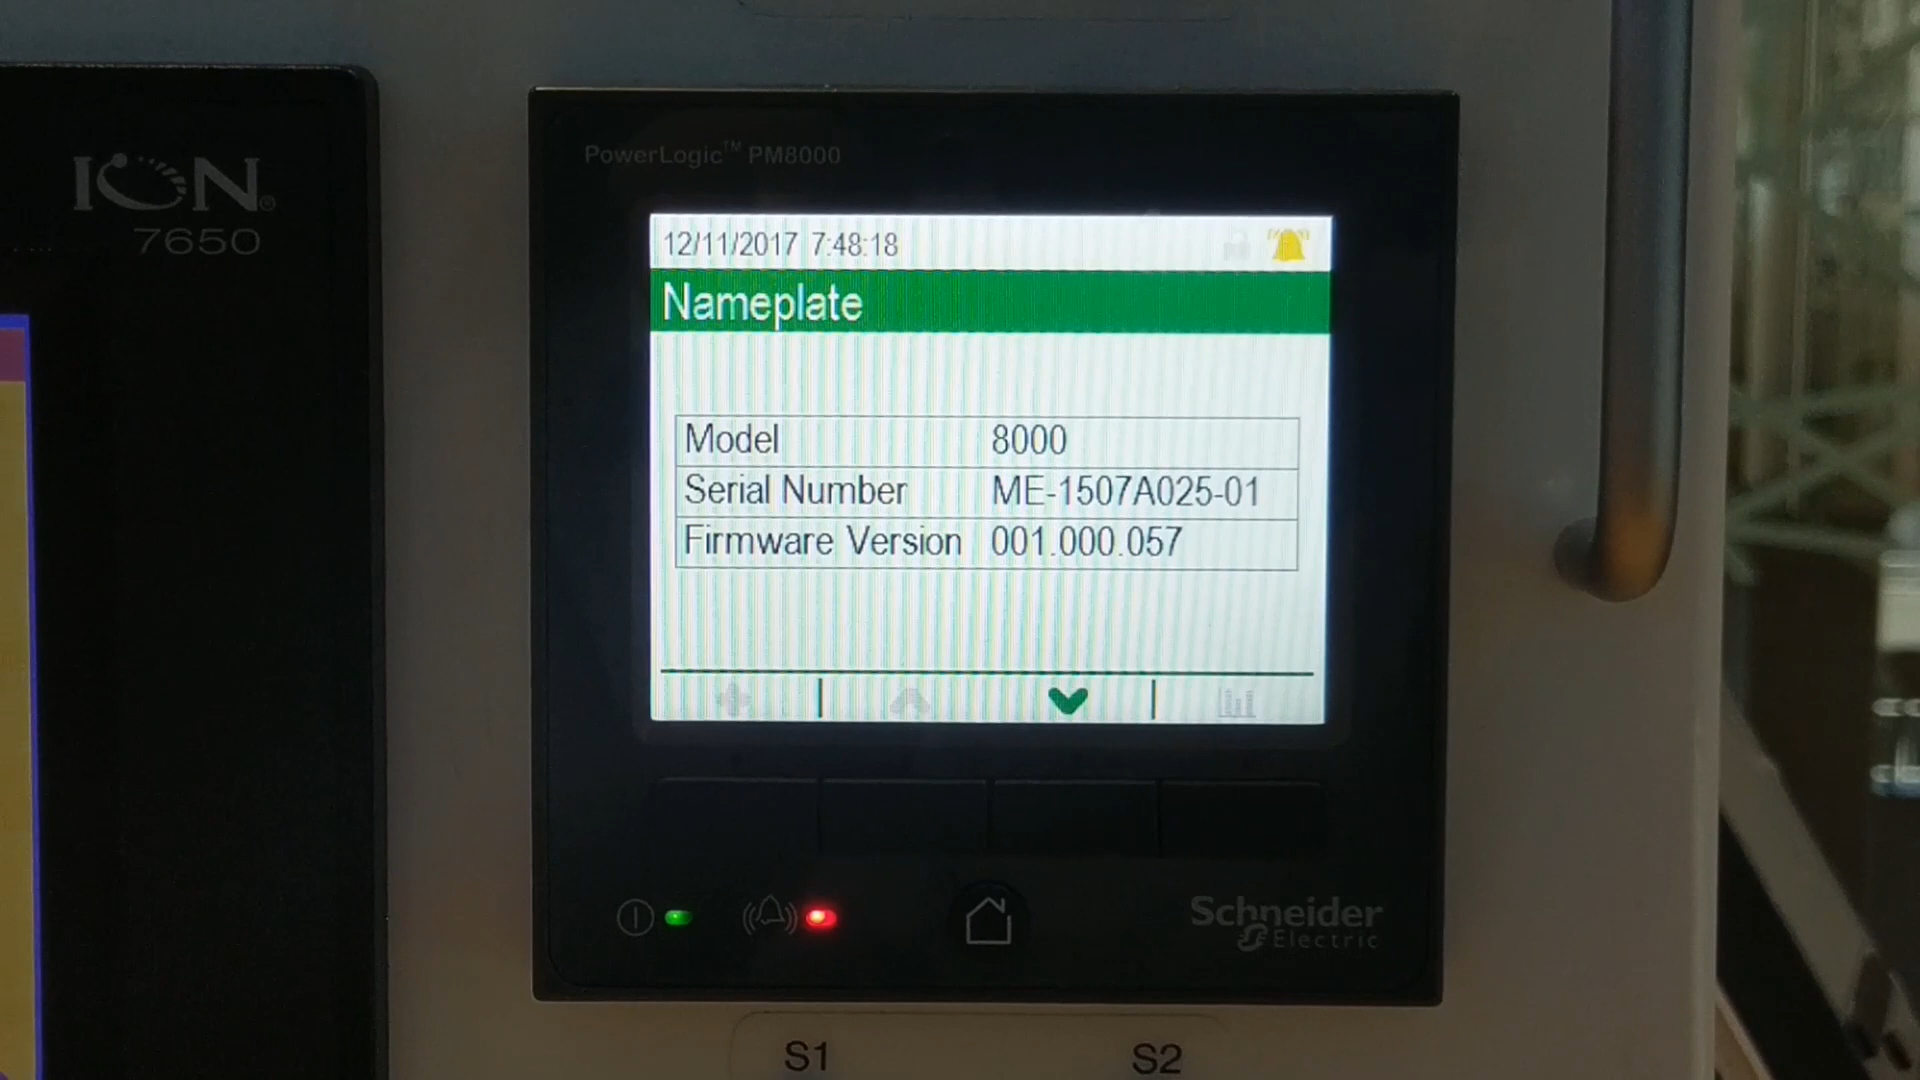 ION®
7650
PowerLogic™ PM8000
12/11/2017 7:48:18
Nameplate
Model 8000
Serial Number ME-1507A025-01
Firmware Version 001.000.057
Schneider
Electric
S1 S2